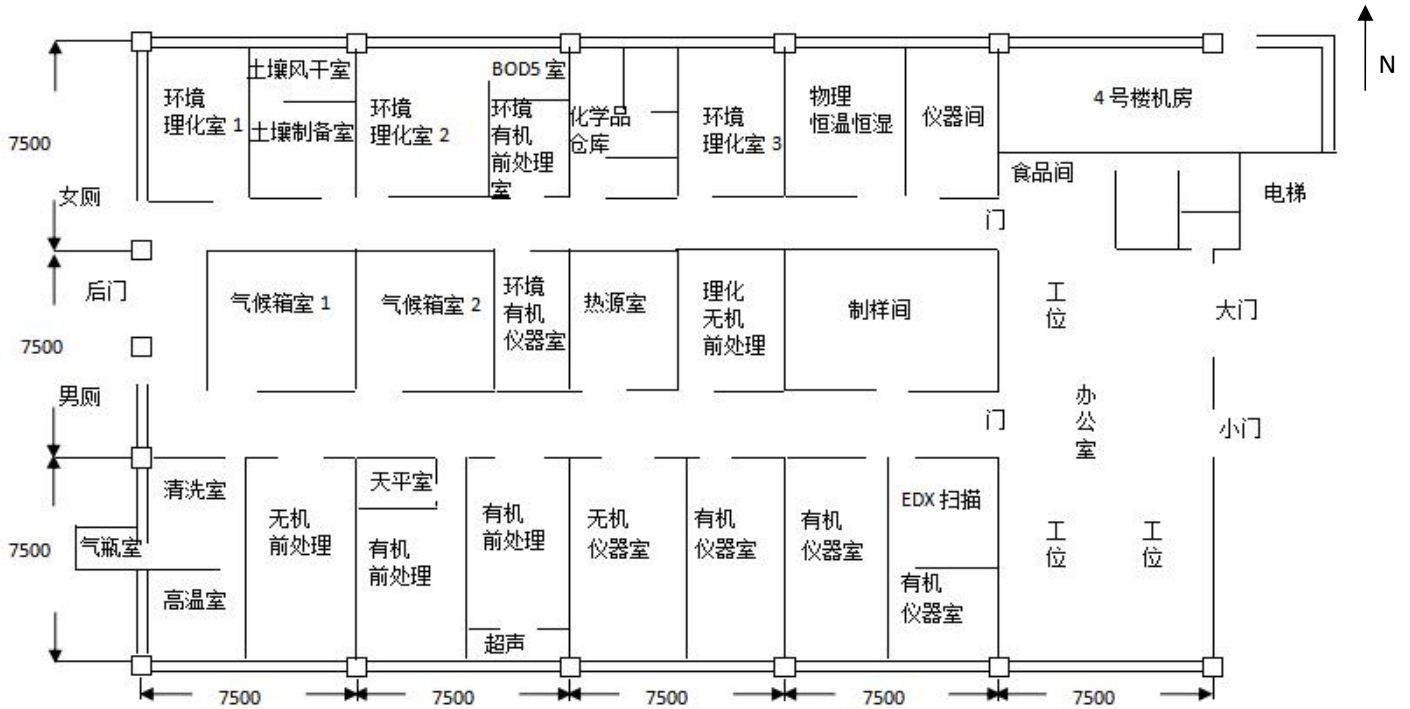 N
土壤风干室
BOD5 室
环境
理化室 1
土壤制备室
环境
理化室 2
环境
有机
前处理
室
化学品
仓库
环境
理化室 3
物理
恒温恒湿
仪器间
4 号楼机房
7500
食品间
电梯
女厕
门
后门
气候箱室 1
气候箱室 2
环境
有机
仪器室
热源室
理化
无机
前处理
制样间
工
位
大门
7500
男厕
门
办
公
室
小门
清洗室
天平室
无机
前处理
有机
前处理
有机
前处理
无机
仪器室
有机
仪器室
有机
仪器室
EDX 扫描
工
位
工
位
7500
气瓶室
高温室
有机
仪器室
超声
7500
7500
7500
7500
7500